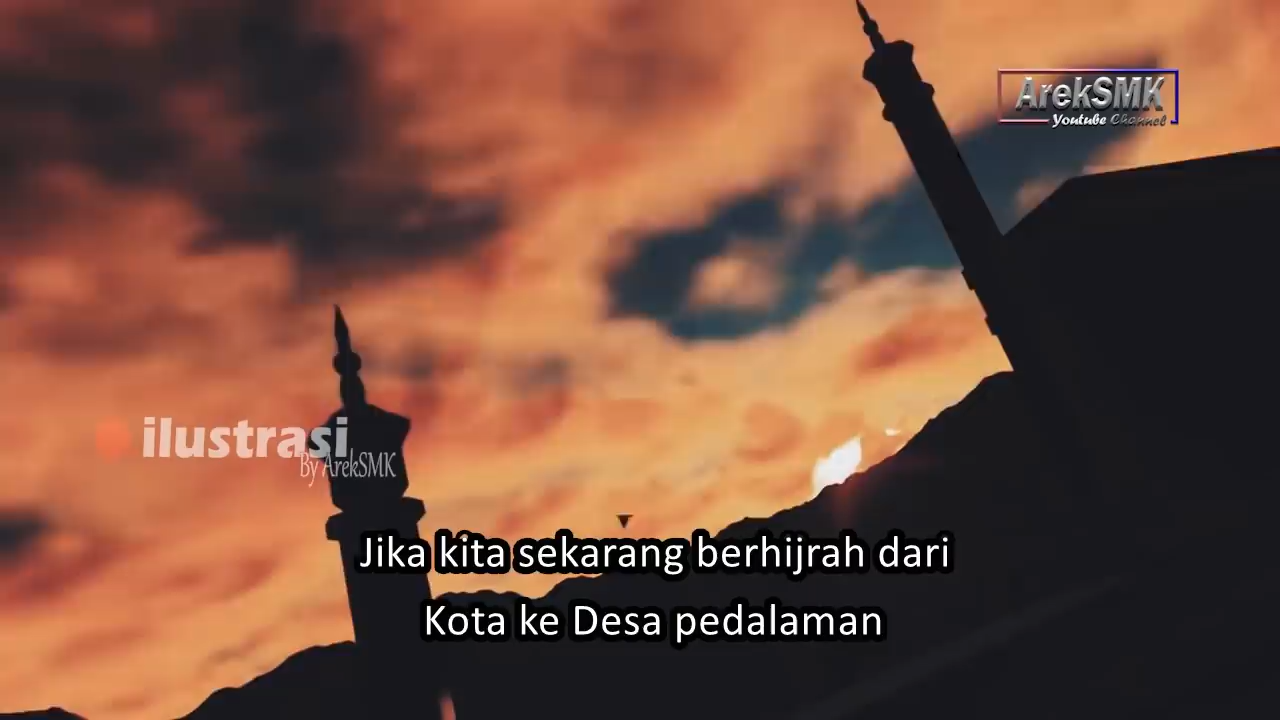 ArekSMK
Youtube Channel
ilustrasi
By ArekSMK
Jika kita sekarang berhijrah dari
Kota ke Desa pedalaman